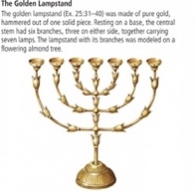 The Golden Lampstand
The golden lampstand (Ex. 25:31–40) was made of pure gold,
hammered out of one solid piece. Resting on a base, the central
stem had six branches, three on either side, together carrying
seven lamps. The lampstand with its branches was modeled on a
flowering almond tree.